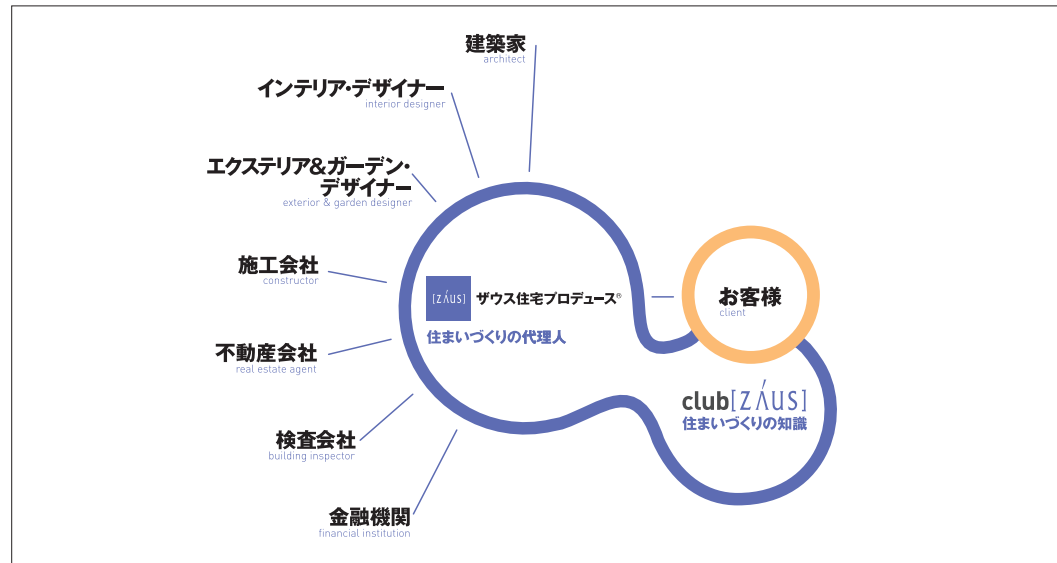 建築家
architect
インテリア・デザイナー
interior designer
エクステリア&ガーデン・
デザイナー
exterior & garden designer
施工会社
constructor
[ZÁUS] ザウス住宅プロデュース®
住まいづくりの代理人
お客様
client
不動産会社
real estate agent
club[ZÁUS]
住まいづくりの知識
検査会社
building inspector
金融機関
financial institution